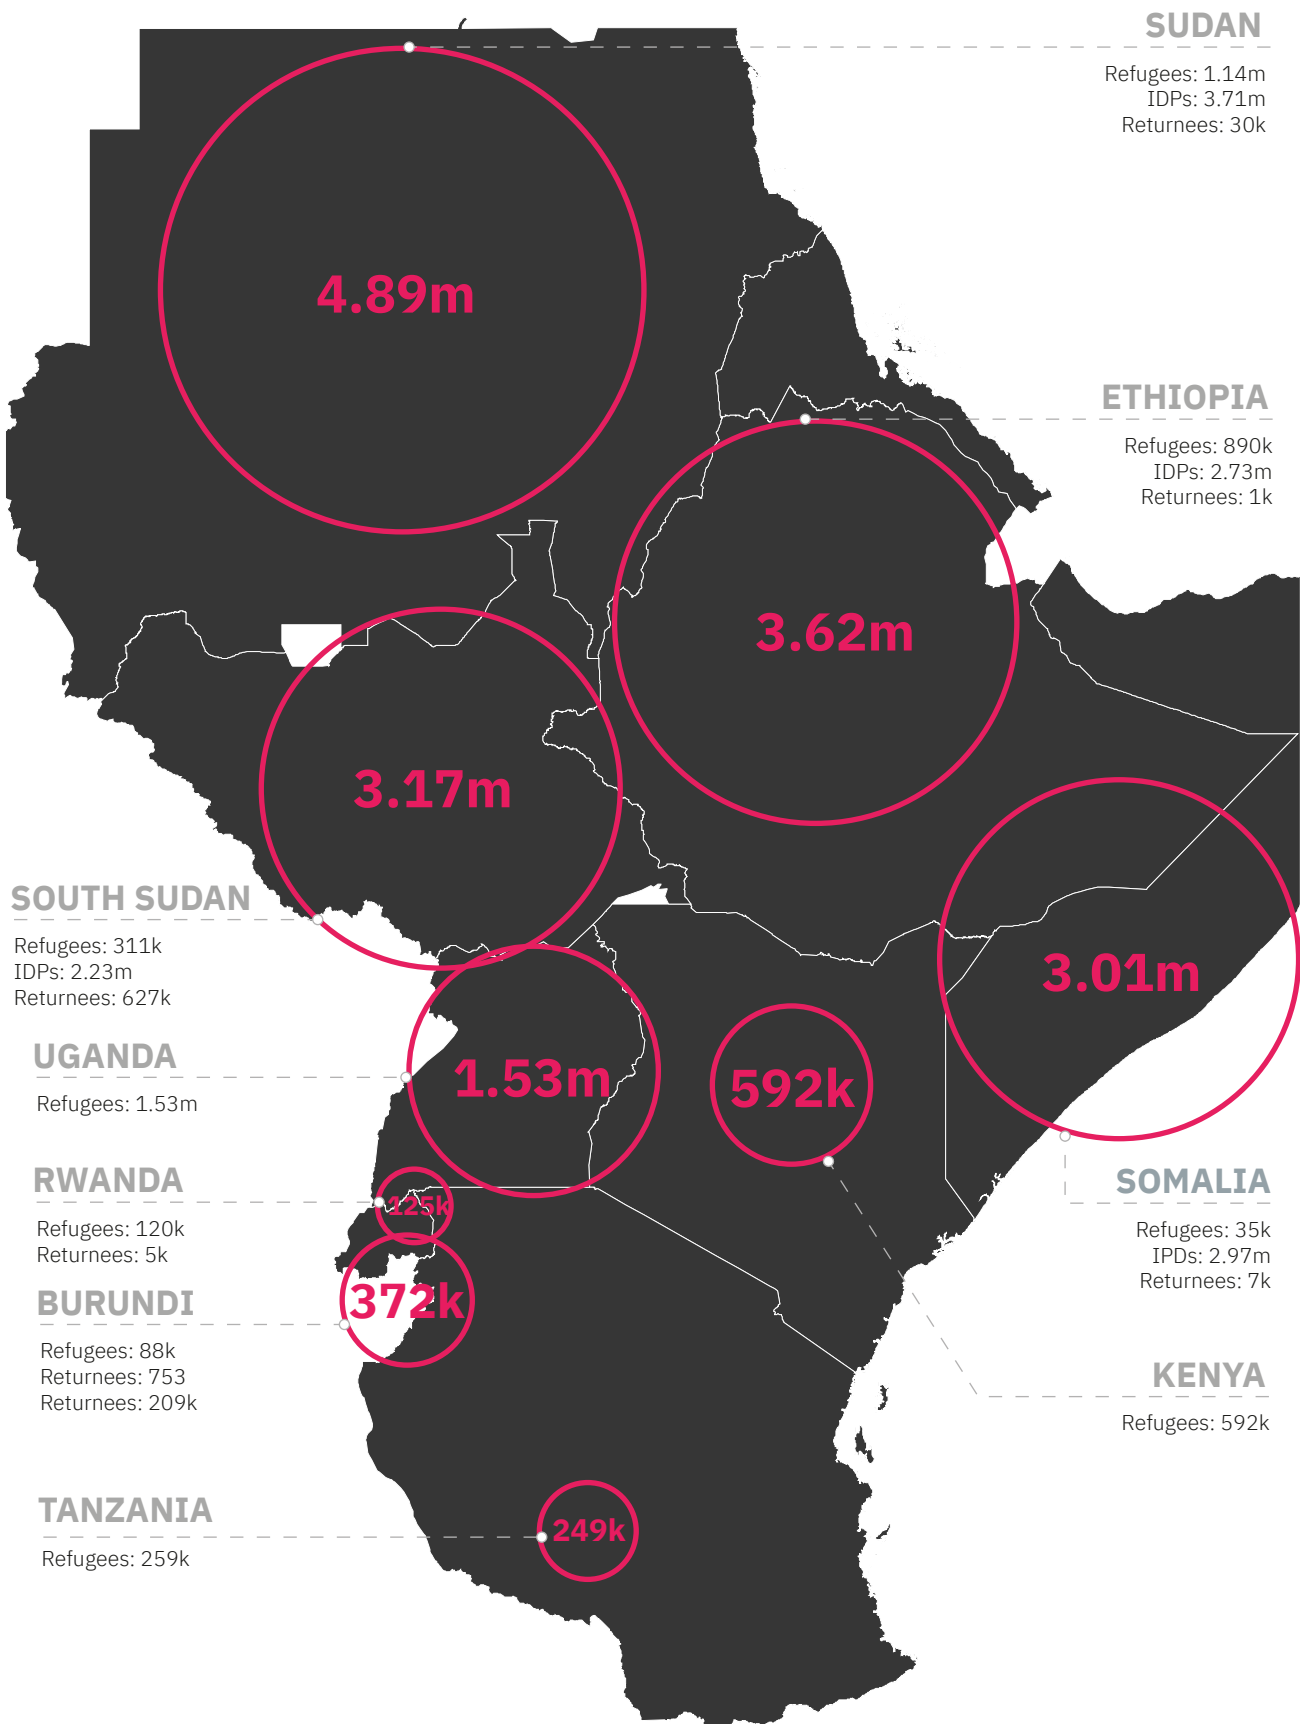 SUDAN
Refugees: 1.14m
IDPs: 3.71m
Returnees: 30k
4.89m
ETHIOPIA
Refugees: 890k
IDPs: 2.73m
Returnees: 1k
3.62m
3.17m
SOUTH SUDAN
Refugees: 311k
IDPs: 2.23m
Returnees: 627k
3.01m
UGANDA
Refugees: 1.53m
1.53m
592k
RWANDA
Refugees: 120k
Returnees: 5k
125k
SOMALIA
Refugees: 35k
IPDs: 2.97m
Returnees: 7k
BURUNDI
Refugees: 88k
Returnees: 753
Returnees: 209k
372k
KENYA
Refugees: 592k
TANZANIA
Refugees: 259k
249k